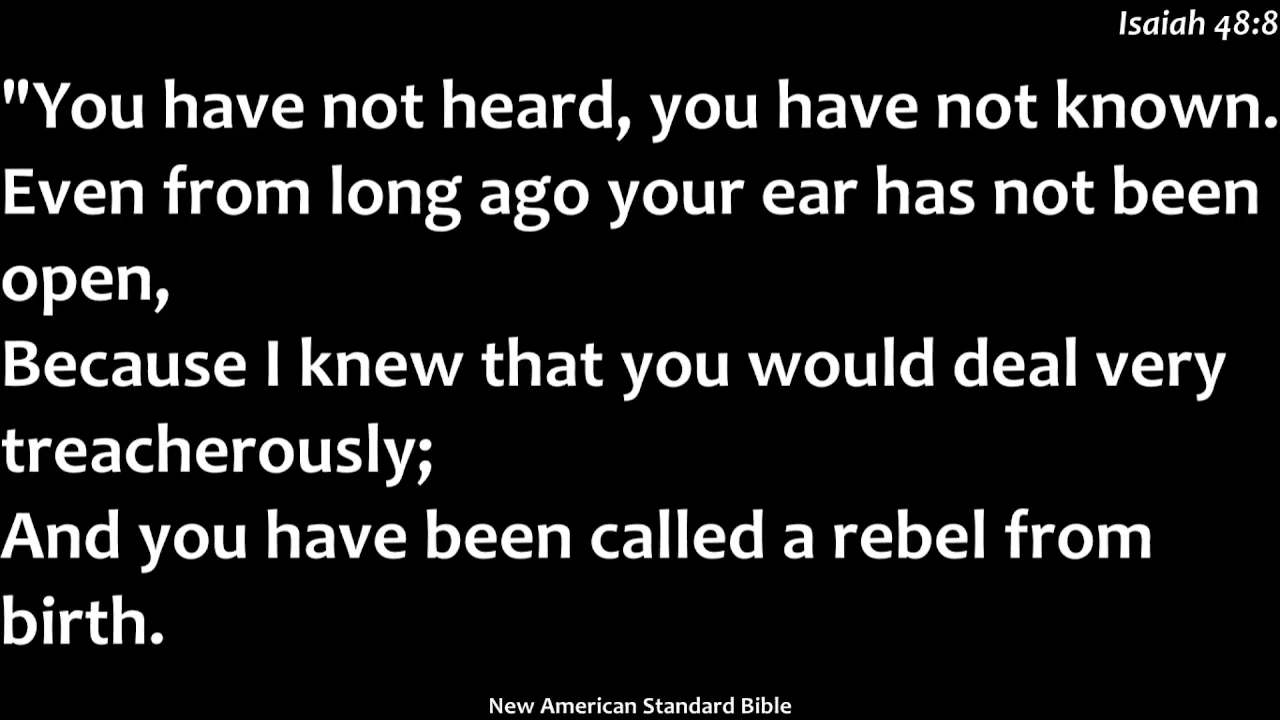 Isaiah 48:8
"You have not heard, you have not known.
Even from long ago your ear has not been
open,
Because I knew that you would deal very
treacherously;
And you have been called a rebel from
birth.
New American Standard Bible